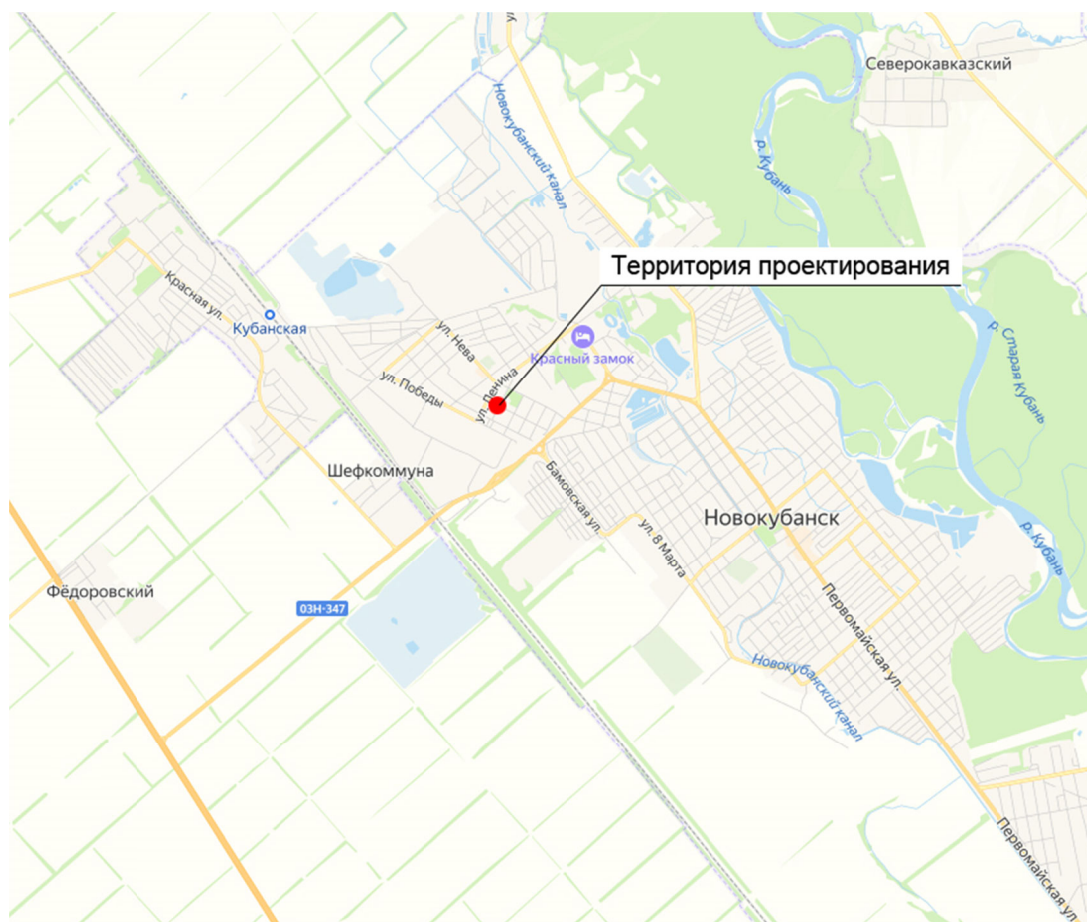 Северокавказский
Новокубанский канал
р. Кубань
Территория проектирования
Красная ул.
Кубанская
ул. Нева
Красный замок
р. Старая Кубань
ул. Победы
ул. Ленина
Шефкоммуна
Бамовская ул.
Новокубанск
ул. 8 Марта
р. Кубань
Фёдоровский
03Н-347
Первомайская ул.
Новокубанский канал
Первомайская ул.